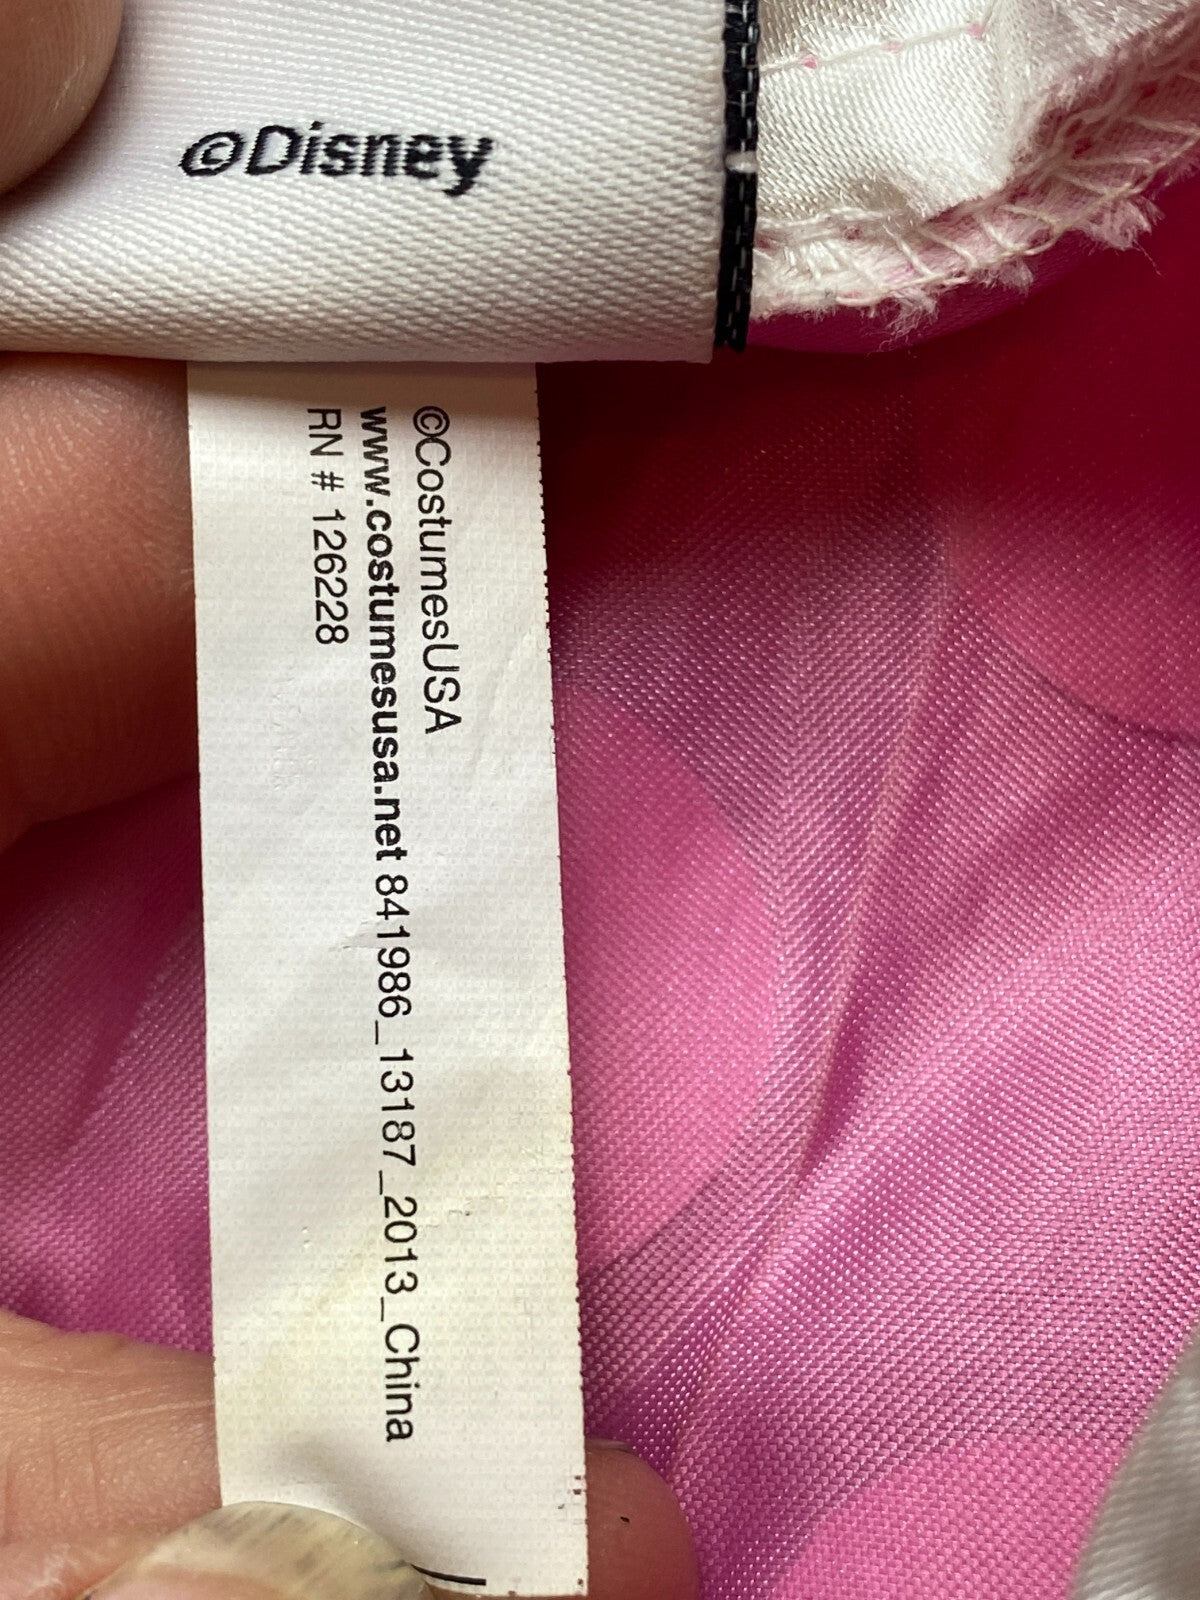 ©Disney
©CostumesUSA
www.costumesusa.net 841986_13187_2013_China
RN # 126228